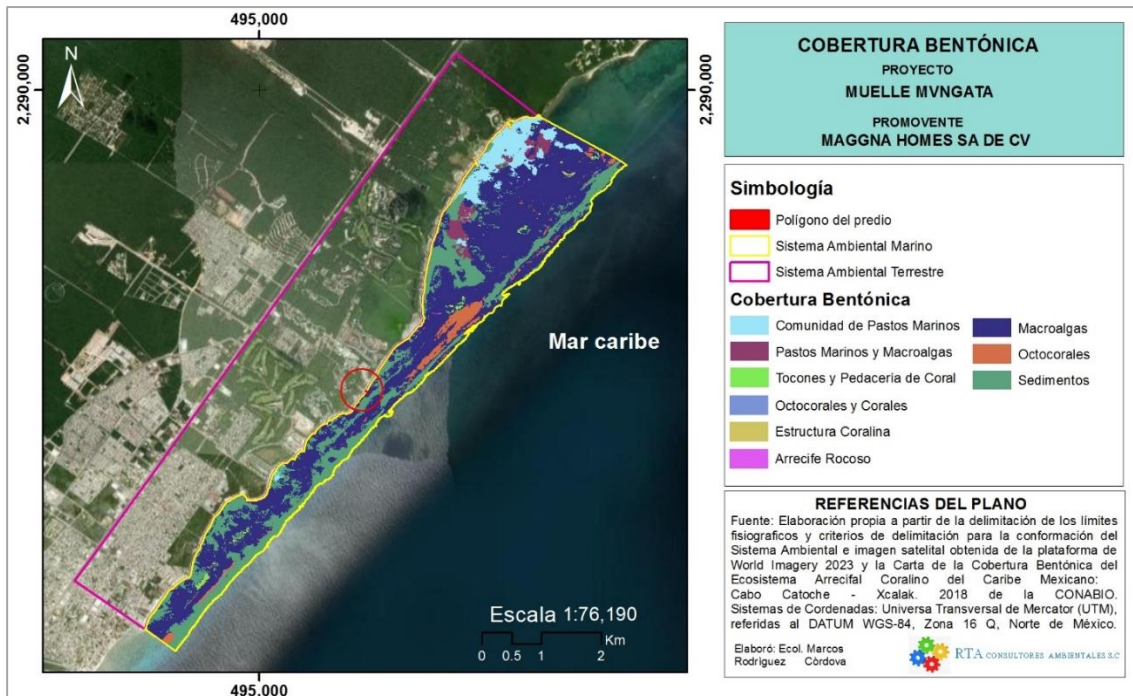 495,000
N
2,290,000
2,290,000
Mar caribe
Escala 1:76,190
Km
0 0.5 1 2
495,000
COBERTURA BENTÓNICA
PROYECTO
MUELLE MVNGATA
PROMOVENTE
MAGGNA HOMES SA DE CV
Simbología
Polígono del predio
Sistema Ambiental Marino
Sistema Ambiental Terrestre
Cobertura Bentónica
Comunidad de Pastos Marinos
Pastos Marinos y Macroalgas
Tocones y Pedacería de Coral
Octocorales y Corales
Estructura Coralina
Arrecife Rocoso
Macroalgas
Octocorales
Sedimentos
REFERENCIAS DEL PLANO
Fuente: Elaboración propia a partir de la delimitación de los límites
fisiograficos y criterios de delimitación para la conformación del
Sistema Ambiental e imagen satelital obtenida de la plataforma de
World Imagery 2023 y la Carta de la Cobertura Bentónica del
Ecosistema Arrecifal Coralino del Caribe Mexicano:
Cabo Catoche - Xcalak. 2018 de la CONABIO.
Sistemas de Cordenadas: Universa Transversal de Mercator (UTM),
referidas al DATUM WGS-84, Zona 16 Q, Norte de México.
Elaboró: Ecol. Marcos
Rodríguez Còrdova
RTA CONSULTORES AMBIENTALES S.C